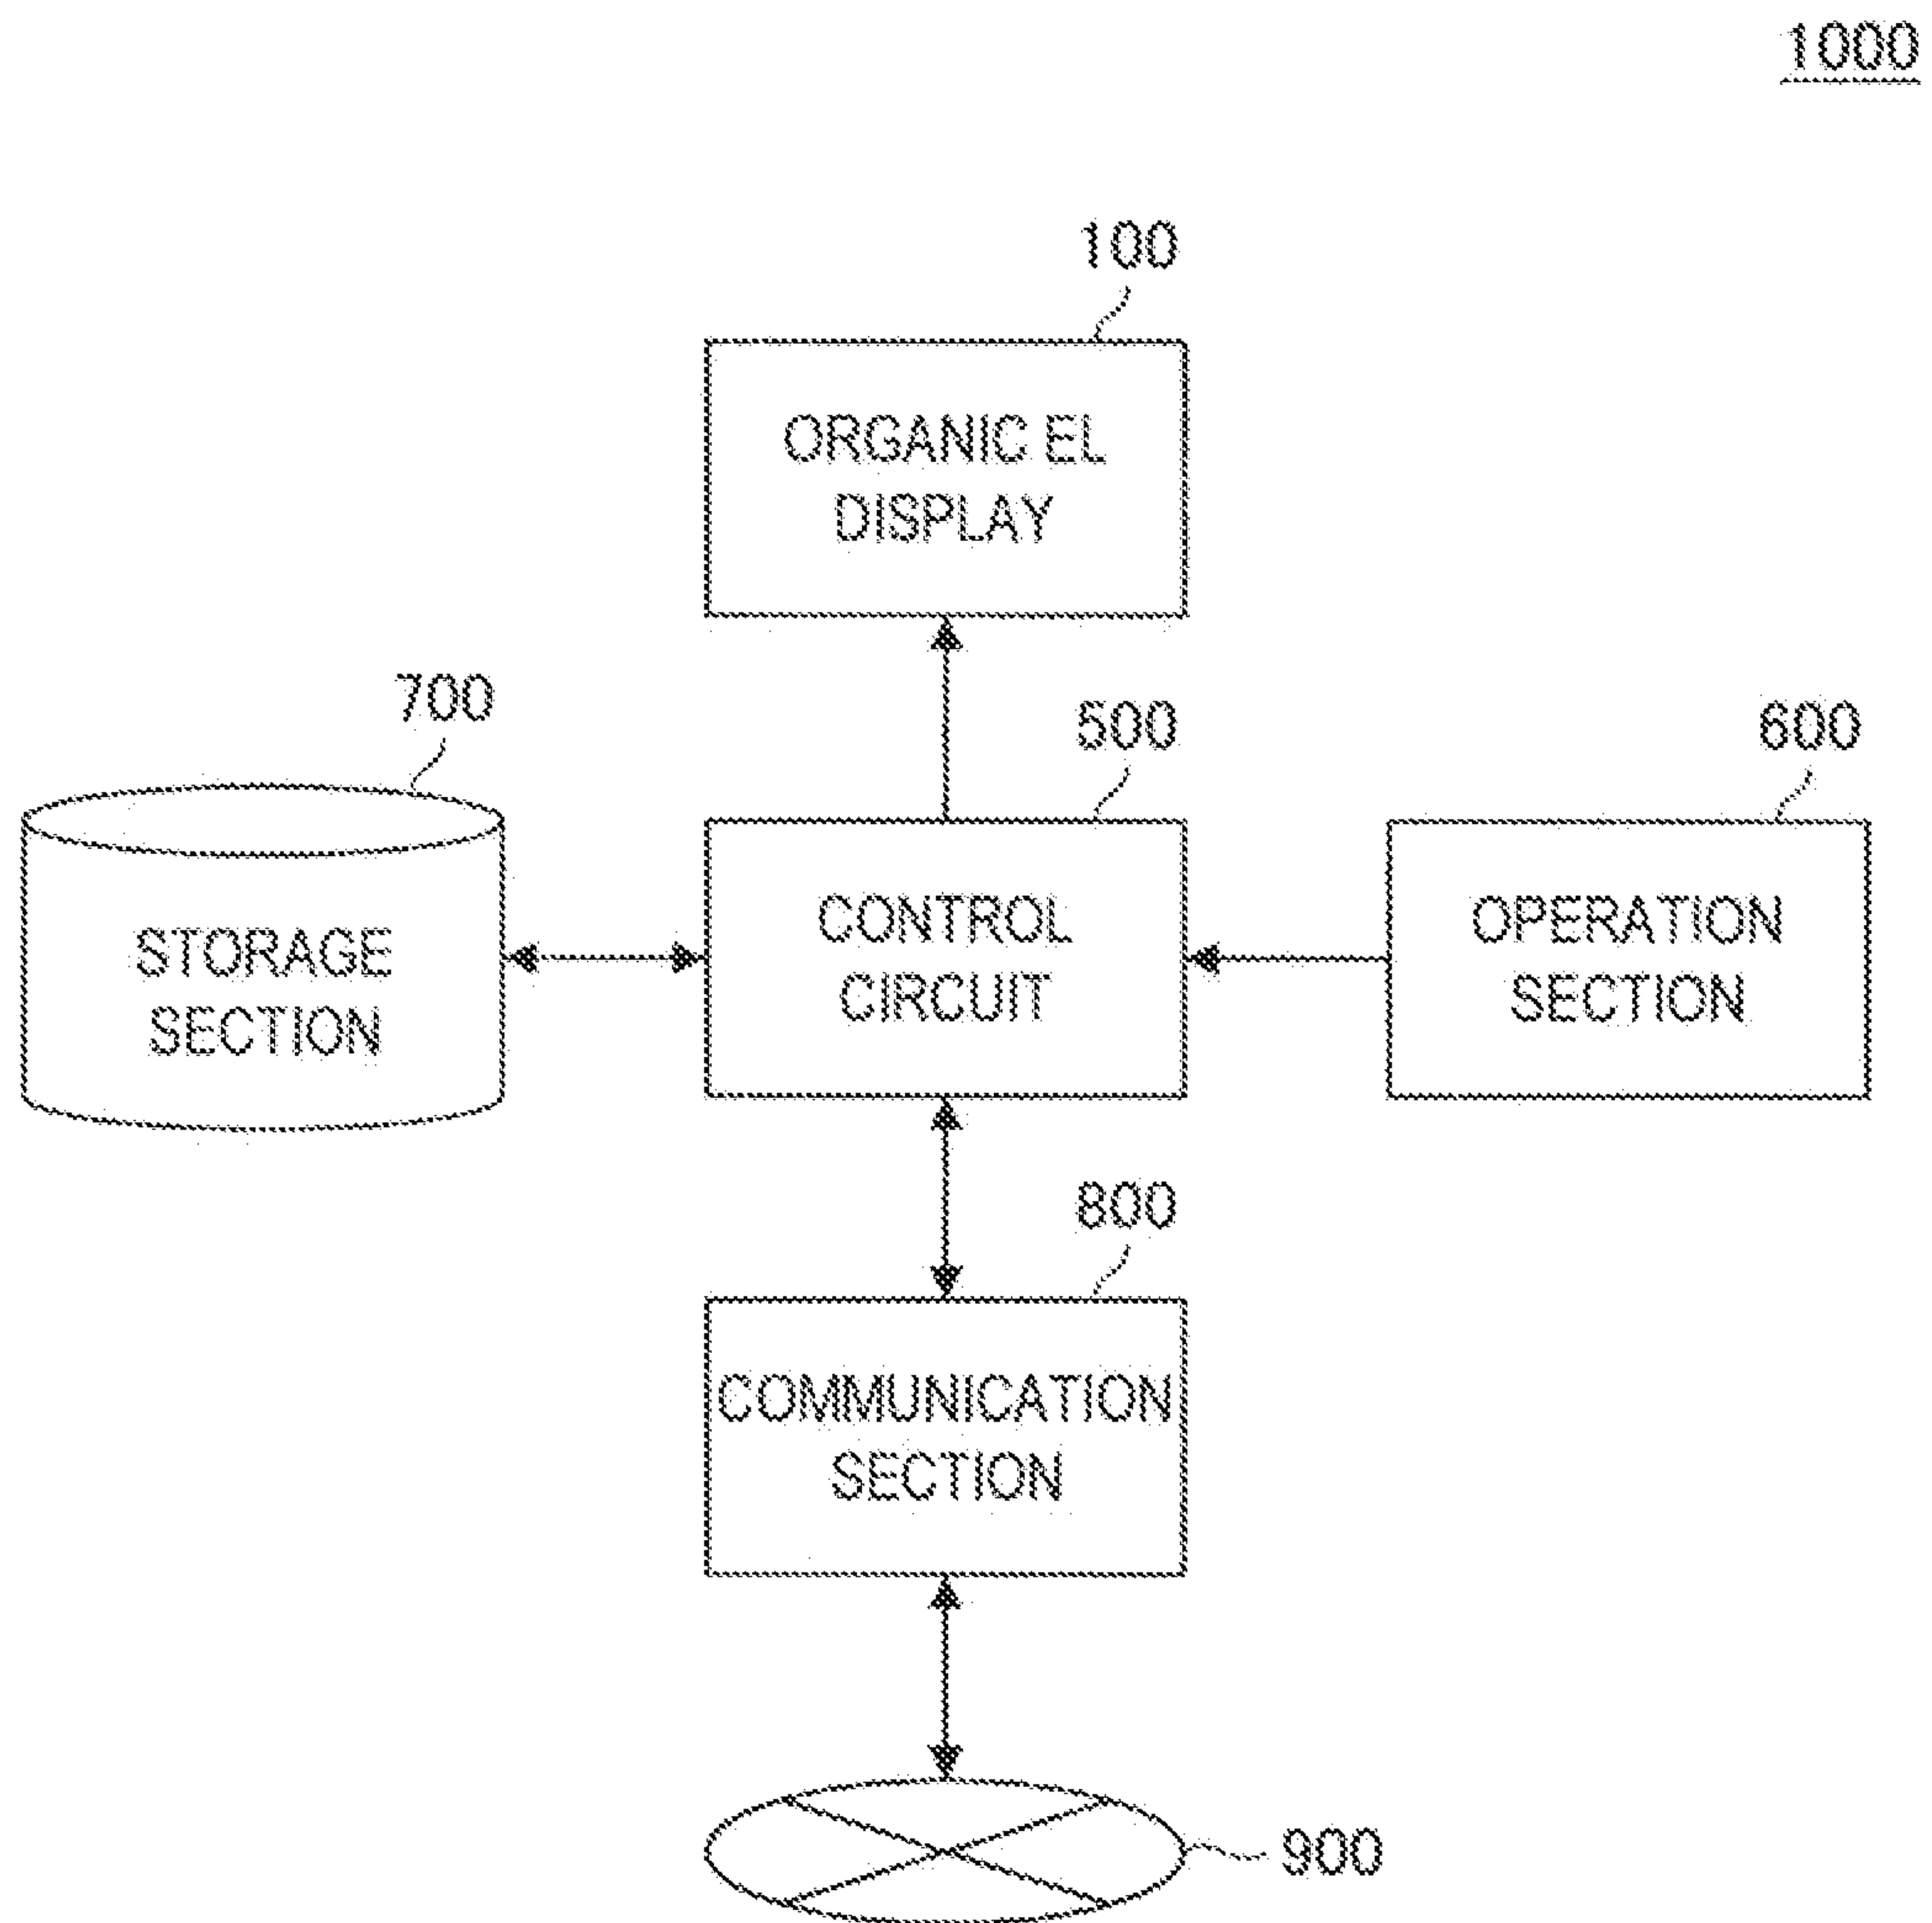 1000
100
ORGANIC EL
DISPLAY
700
500
600
STORAGE
SECTION
CONTROL
CIRCUIT
OPERATION
SECTION
800
COMMUNICATION
SECTION
900